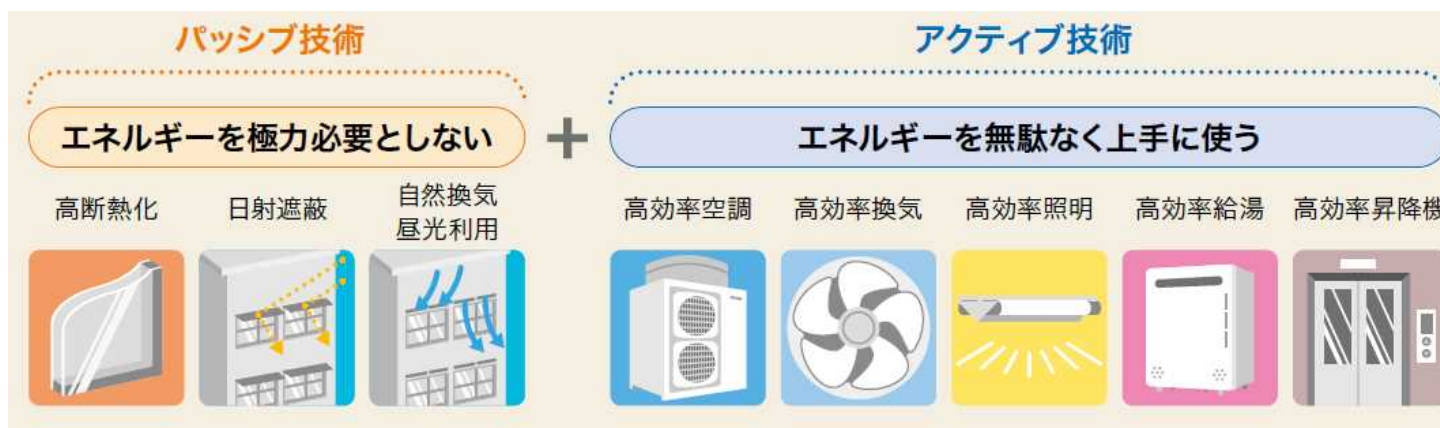 パッシブ技術
エネルギーを極力必要としない
高断熱化
日射遮蔽
自然換気
昼光利用
+
アクティブ技術
エネルギーを無駄なく上手に使う
高効率空調
高効率換気
高効率照明
高効率給湯
高効率昇降機